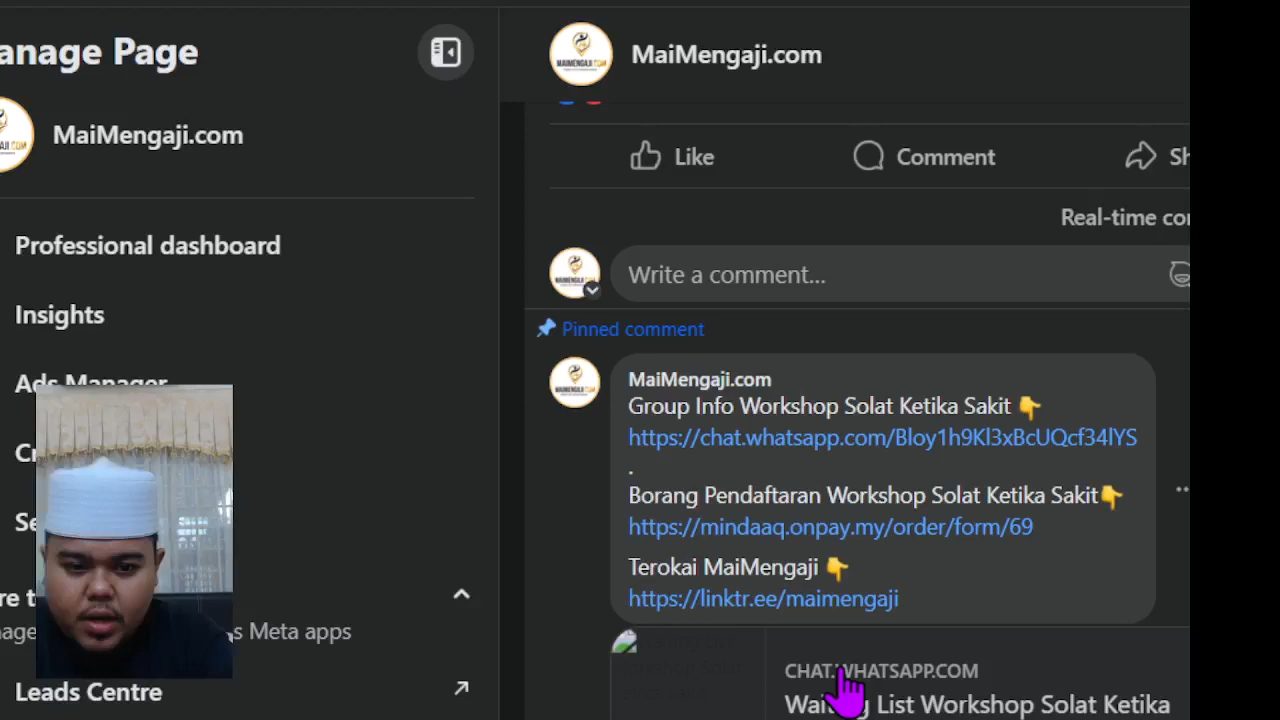 anage Page
MaiMengaji.com
Professional dashboard
Insights
Ads Manager
s Meta apps
Leads Centre
MaiMengaji.com
Like
Comment
Write a comment...
Pinned comment
MaiMengaji.com
Group Info Workshop Solat Ketika Sakit 👇
https://chat.whatsapp.com/Bloy1h9Kl3xBcUQcf34lYS
.
Borang Pendaftaran Workshop Solat Ketika Sakit👇
https://mindaaq.onpay.my/order/form/69
Terokai MaiMengaji 👇
https://linktr.ee/maimengaji
CHAT.WHATSAPP.COM
Waiting List Workshop Solat Ketika